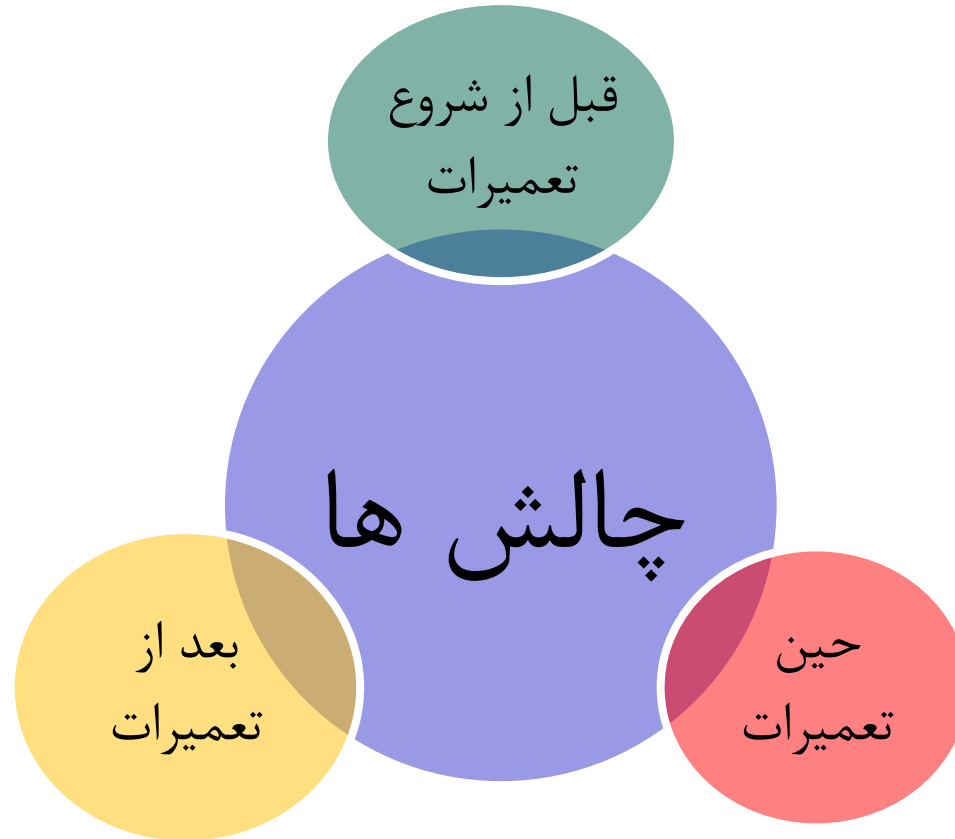 قبل از شروع
تعمیرات
چالش ها
حین
تعمیرات
بعد از
تعمیرات